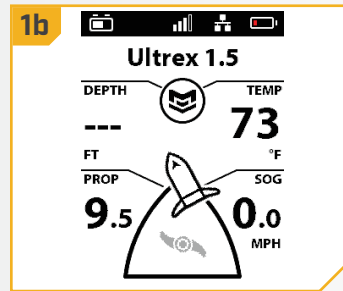 1b
Ultrex 1.5
DEPTH TEMP
--- 73
FT °F
PROP SOG
9.5 0.0
MPH